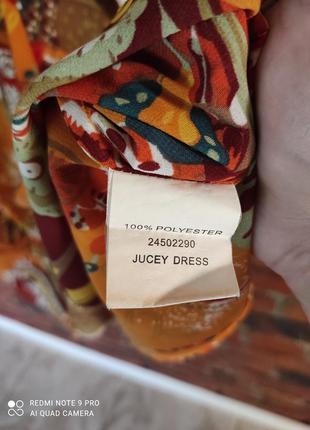 100% POLYESTER
24502290
JUCEY DRESS
REDMI NOTE 9 PRO
AI QUAD CAMERA